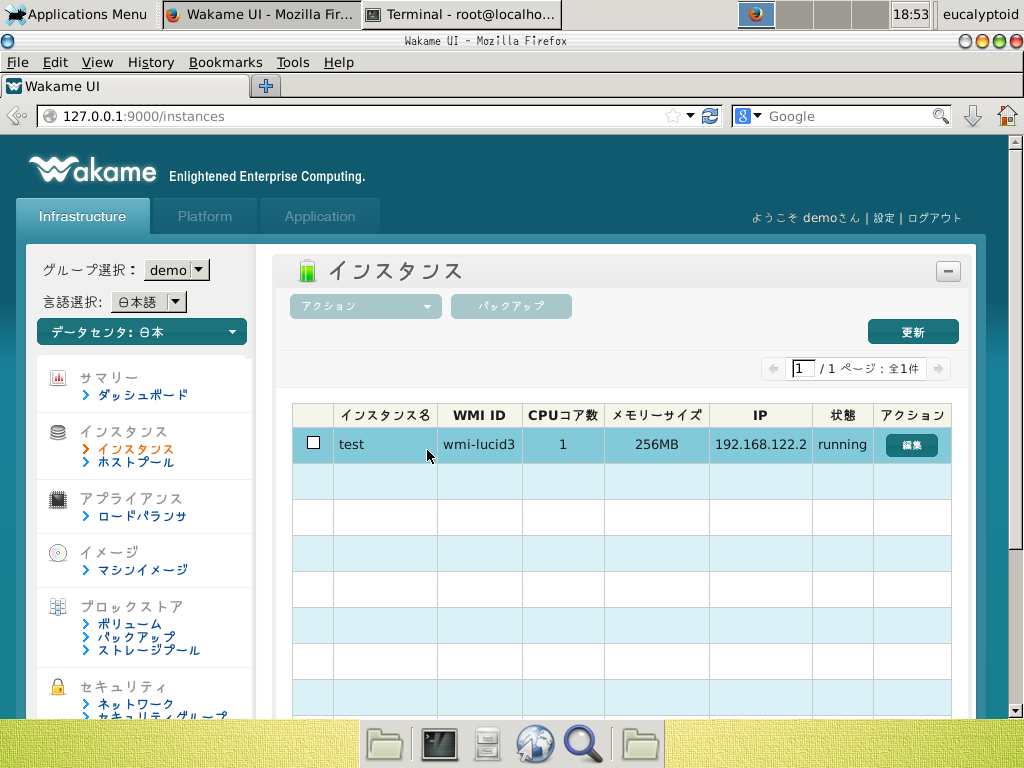 Applications Menu
Wakame UI - Mozilla Fir...
Terminal - root@localho...
18:53
eucalyptoid
Wakame UI - Mozilla Firefox
File Edit View History Bookmarks Tools Help
Wakame UI
127.0.0.1:9000/instances
8 Google
Wakame Enlightened Enterprise Computing.
Infrastructure Platform Application
ようこそ demoさん | 設定 | ログアウト
グループ選択： demo
言語選択: 日本語
データセンタ: 日本
サマリー
ダッシュボード
インスタンス
インスタンス
ホストプール
アプライアンス
ロードバランサ
イメージ
マシンイメージ
ブロックストア
ボリューム
バックアップ
ストレージプール
セキュリティ
ネットワーク
セキュリティグループ
インスタンス
アクション バックアップ
更新
1 / 1 ページ：全1件
インスタンス名 WMI ID CPUコア数 メモリーサイズ IP 状態 アクション
test wmi-lucid3 1 256MB 192.168.122.2 running 編集